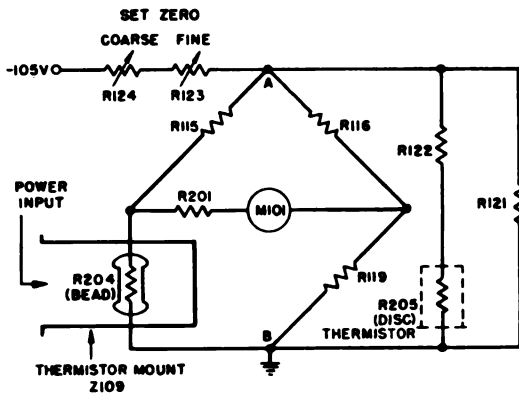 SET ZERO
COARSE FINE
-105V
R124 R123
A
R115
R116
R122
POWER
INPUT
R201
M101
R121
R204
(BEAD)
R119
R205
(DISC)
THERMISTOR
B
THERMISTOR MOUNT
Z109